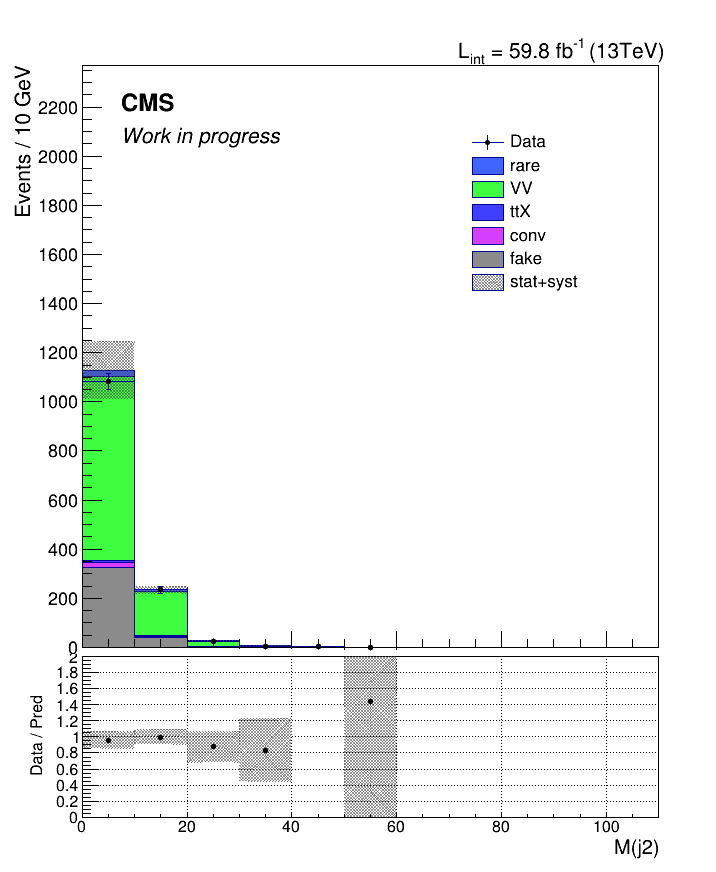 L_int = 59.8 fb^-1 (13TeV)
Events / 10 GeV
CMS
Work in progress
Data
rare
VV
ttX
conv
fake
stat+syst
2200
2000
1800
1600
1400
1200
1000
800
600
400
200
0
Data / Pred
2
1.8
1.6
1.4
1.2
1
0.8
0.6
0.4
0.2
0
0 20 40 60 80 100
M(j2)